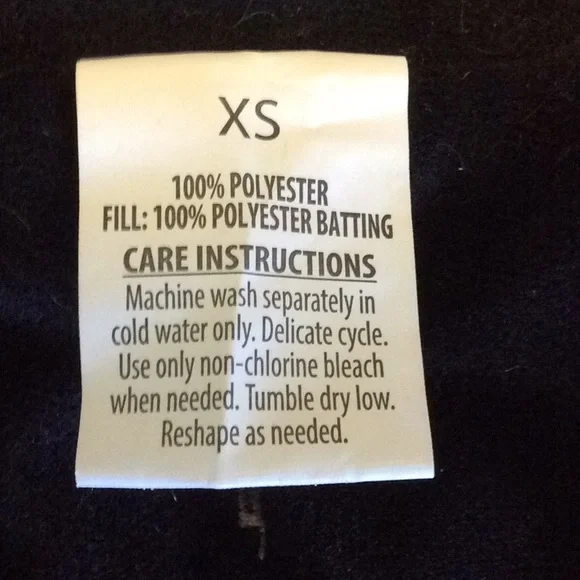 XS
100% POLYESTER
FILL: 100% POLYESTER BATTING
CARE INSTRUCTIONS
Machine wash separately in
cold water only. Delicate cycle.
Use only non-chlorine bleach
when needed. Tumble dry low.
Reshape as needed.